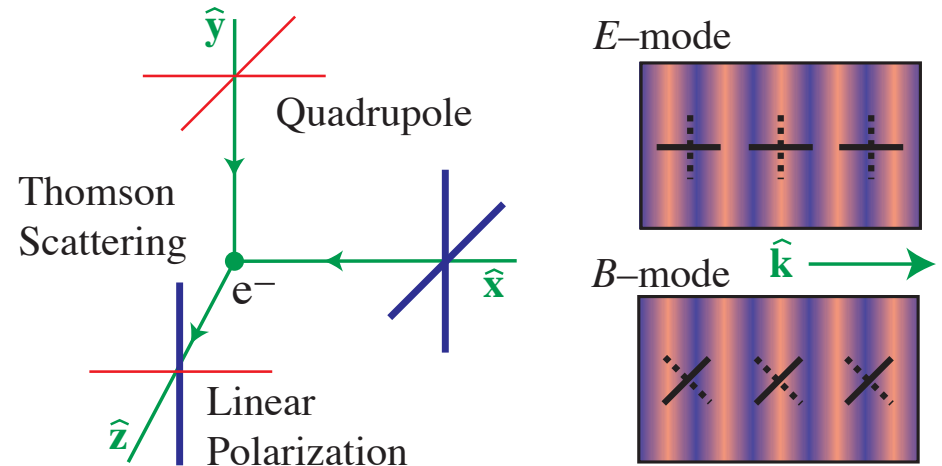 ŷ
Quadrupole
Thomson
Scattering
e⁻
x̂
ẑ
Linear
Polarization
E–mode
k̂
B–mode